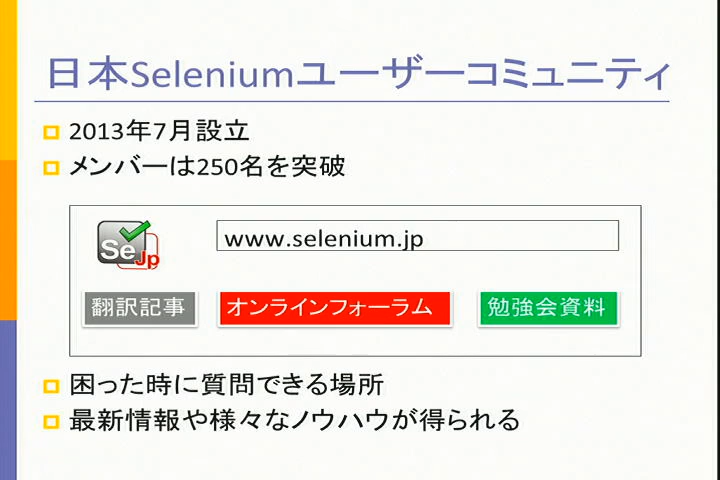 日本Seleniumユーザーコミュニティ
2013年7月設立
メンバーは250名を突破
Se Jp
www.selenium.jp
翻訳記事 オンラインフォーラム 勉強会資料
困った時に質問できる場所
最新情報や様々なノウハウが得られる